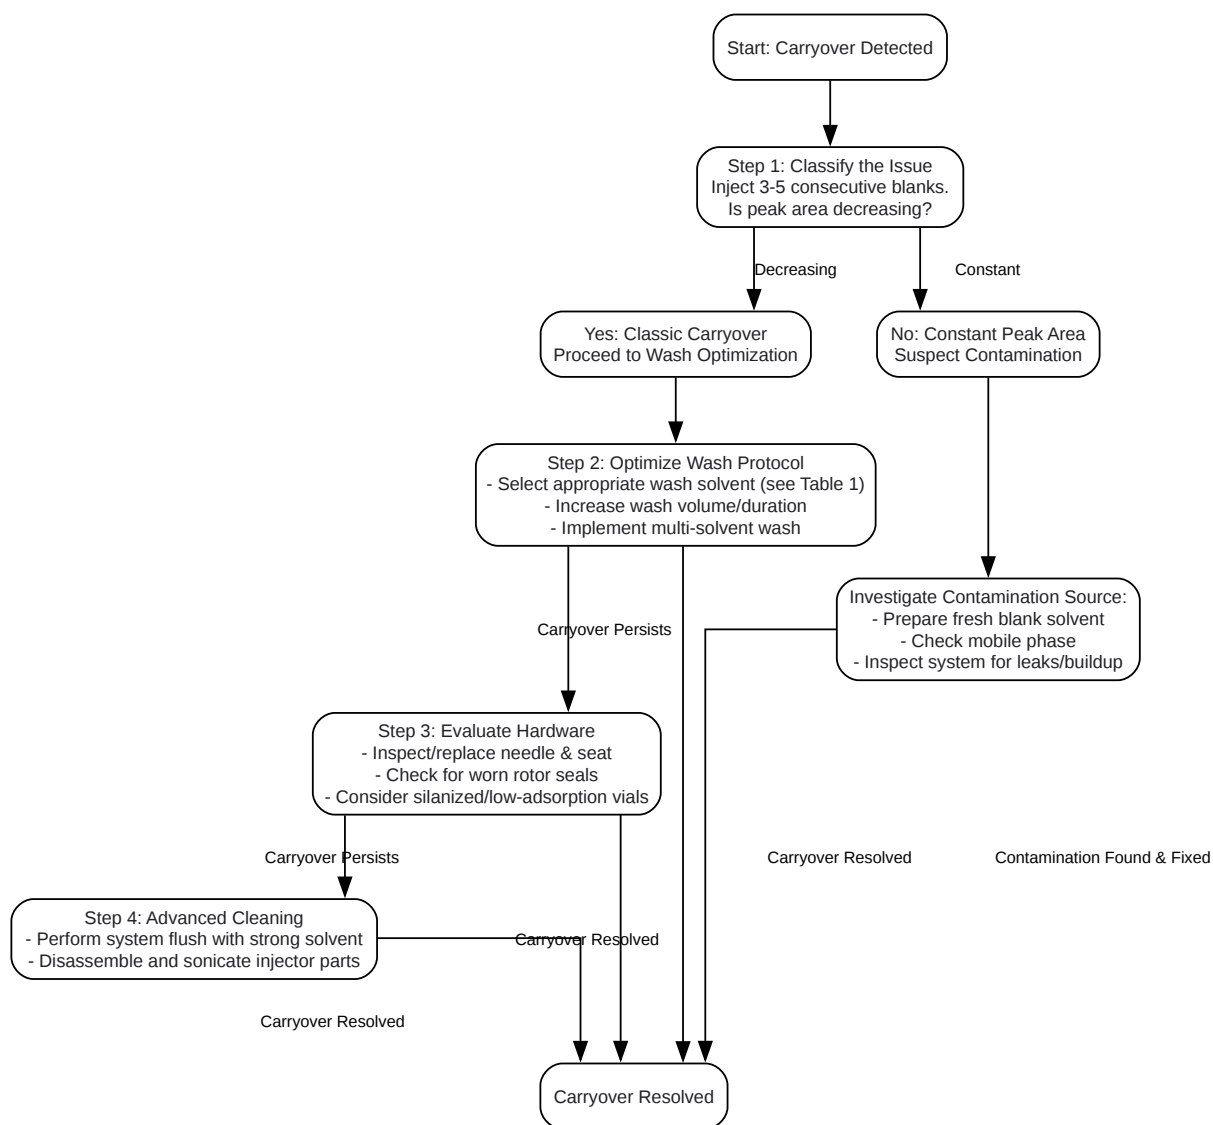 Start: Carryover Detected
Step 1: Classify the Issue
Inject 3-5 consecutive blanks.
Is peak area decreasing?
Decreasing
Constant
Yes: Classic Carryover
Proceed to Wash Optimization
No: Constant Peak Area
Suspect Contamination
Step 2: Optimize Wash Protocol
- Select appropriate wash solvent (see Table 1)
- Increase wash volume/duration
- Implement multi-solvent wash
Investigate Contamination Source:
- Prepare fresh blank solvent
- Check mobile phase
- Inspect system for leaks/buildup
Carryover Persists
Step 3: Evaluate Hardware
- Inspect/replace needle & seat
- Check for worn rotor seals
- Consider silanized/low-adsorption vials
Carryover Persists
Carryover Resolved
Contamination Found & Fixed
Step 4: Advanced Cleaning
- Perform system flush with strong solvent
- Disassemble and sonicate injector parts
Carryover Resolved
Carryover Resolved
Carryover Resolved